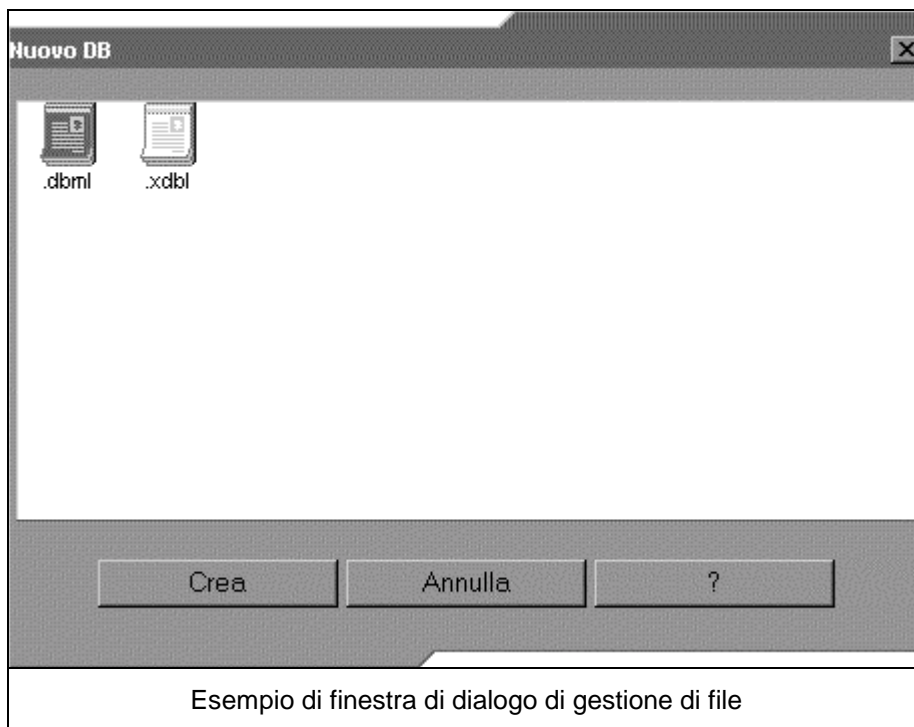 Nuovo DB
.dbml .xdbl
Crea Annulla ?
Esempio di finestra di dialogo di gestione di file